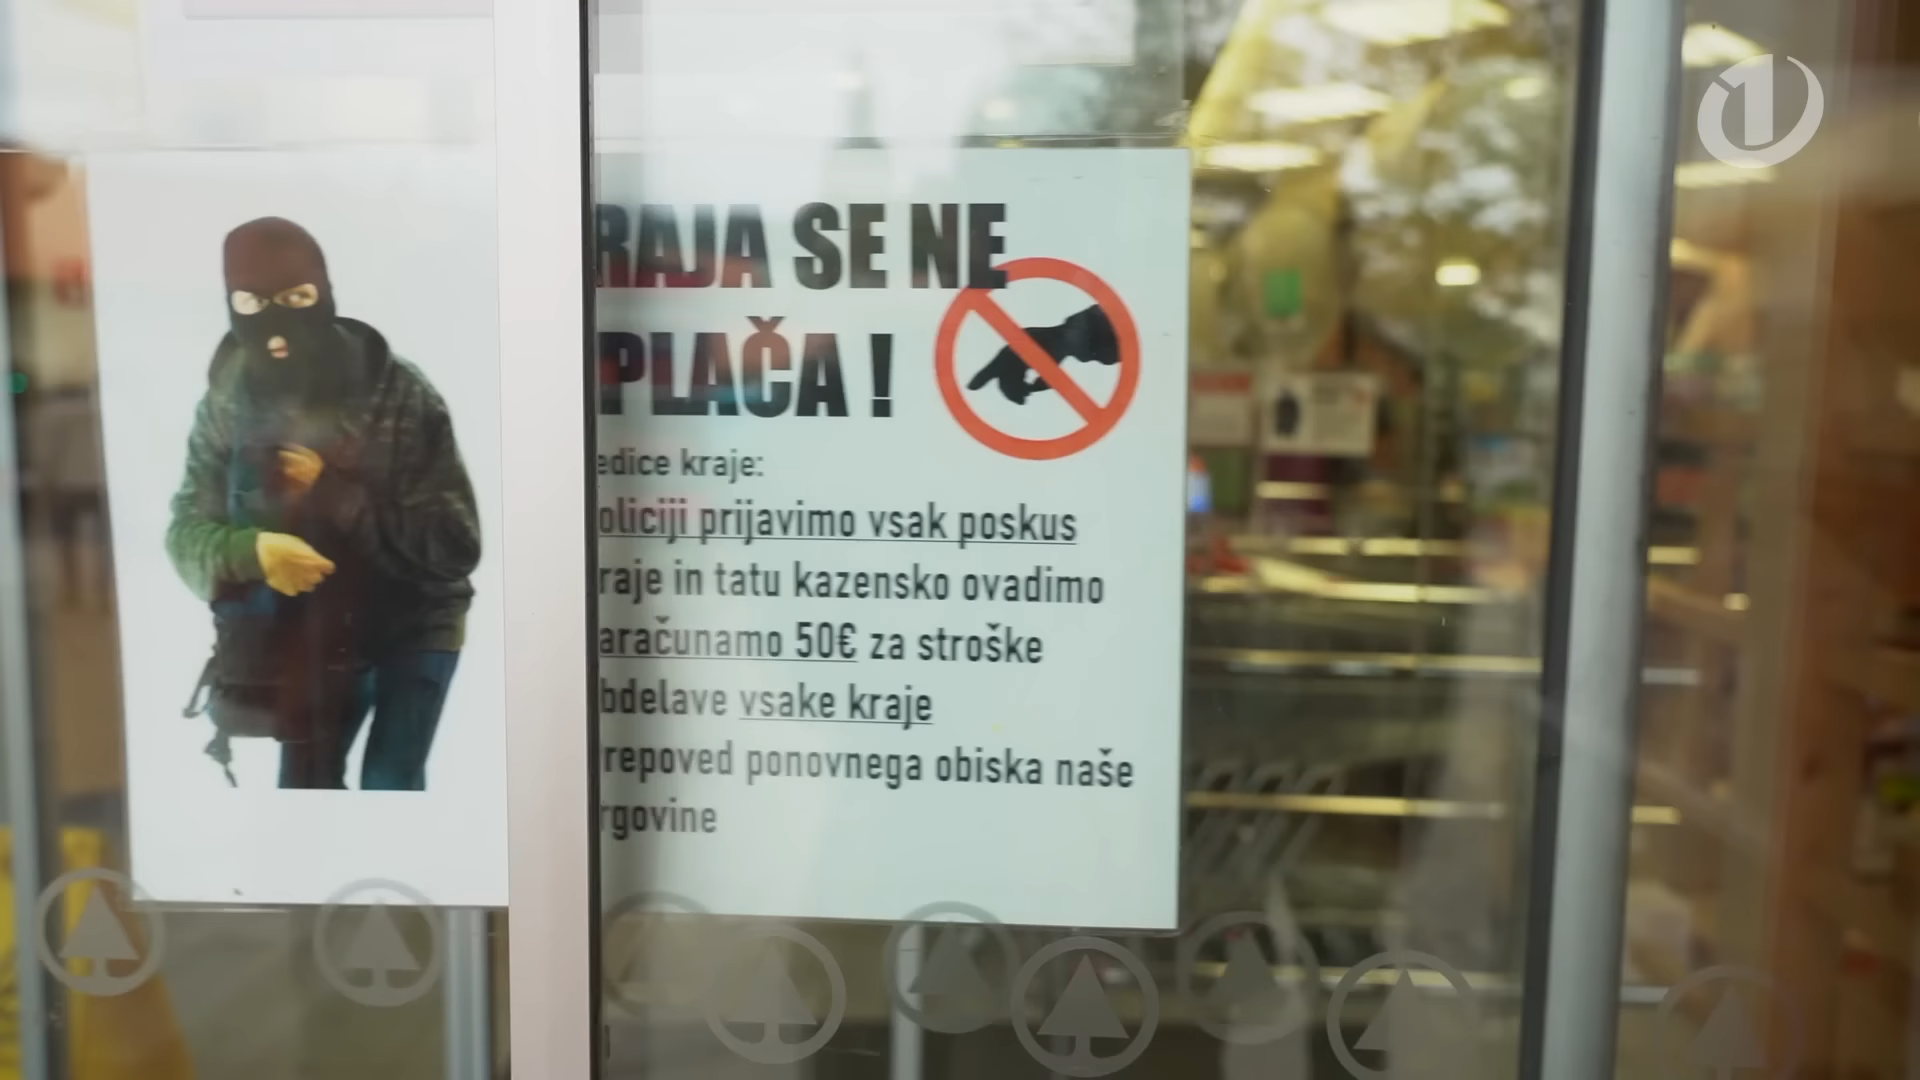 RAJA SE NE
PLAČA !
edice kraje:
oliciji prijavimo vsak poskus
raje in tatu kazensko ovadimo
aračunamo 50€ za stroške
bdelave vsake kraje
repoved ponovnega obiska naše
rgovine
1